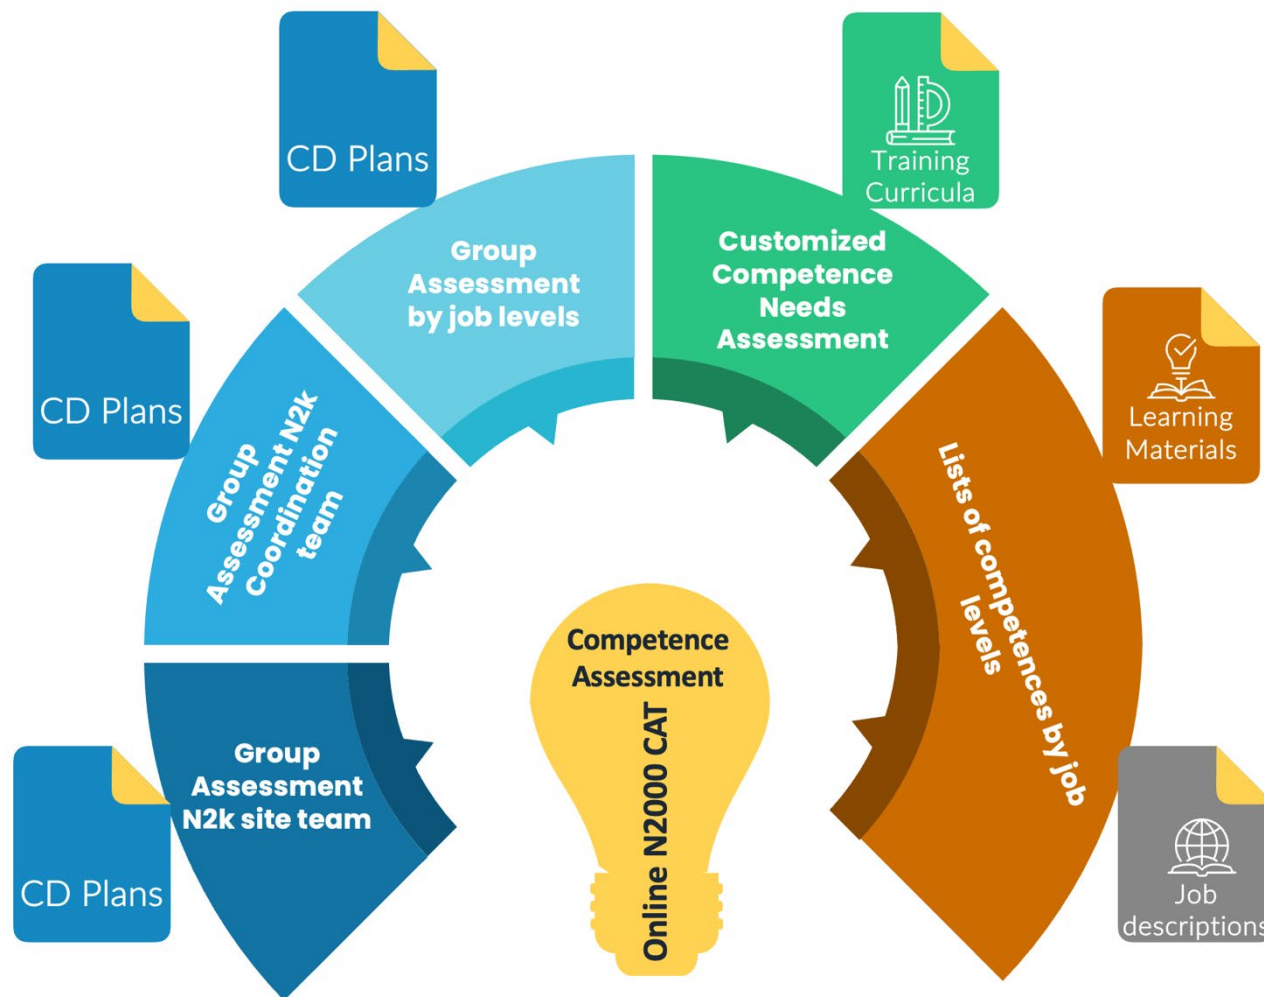 CD Plans
Training
Curricula
Group
Assessment
by job levels
Customized
Competence
Needs
Assessment
CD Plans
Group
Assessment N2k
Coordination
team
Learning
Materials
Lists of competences by job
levels
Competence
Assessment
Online N2000 CAT
Group
Assessment
N2k site team
CD Plans
Job
descriptions